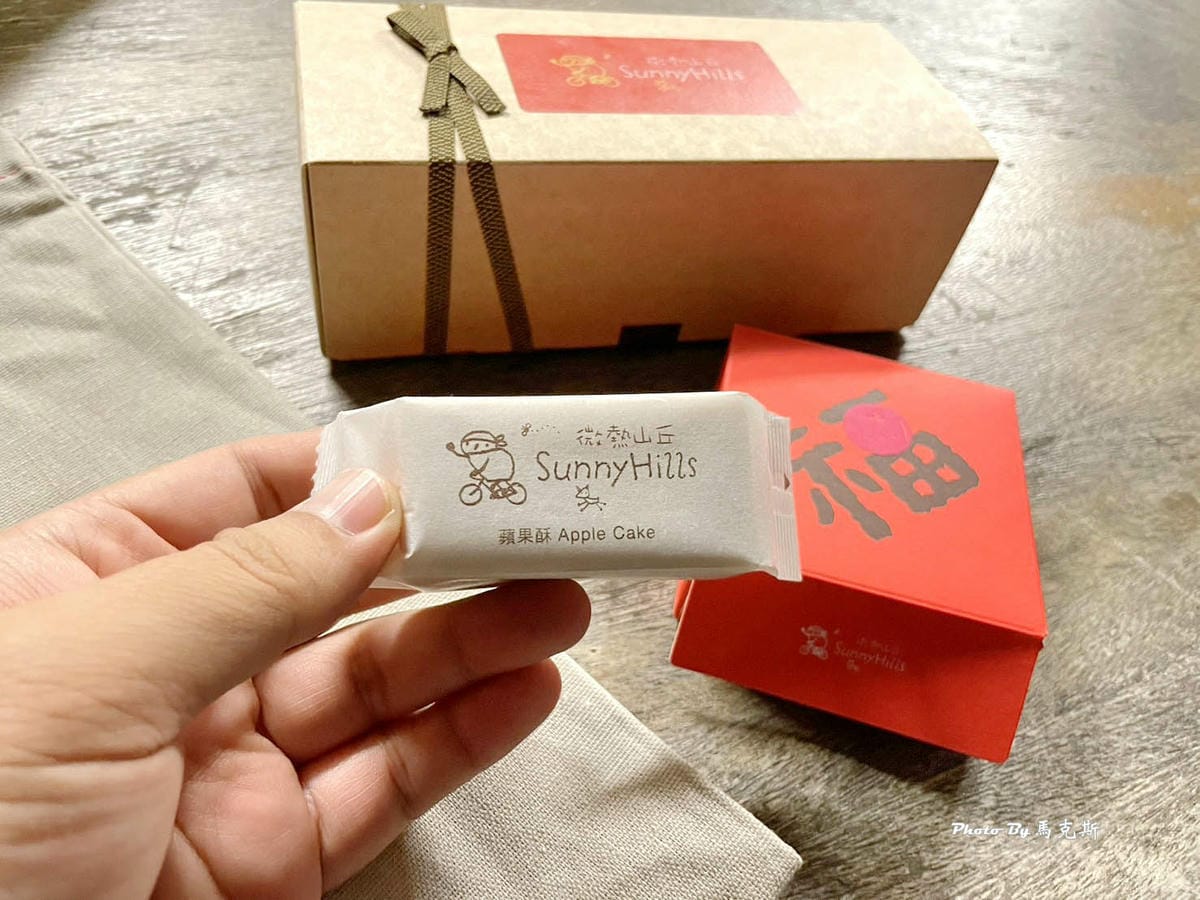 微熱山丘
SunnyHills
微熱山丘
SunnyHills
蘋果酥 Apple Cake
福
微熱山丘
SunnyHills
Photo By 馬克斯